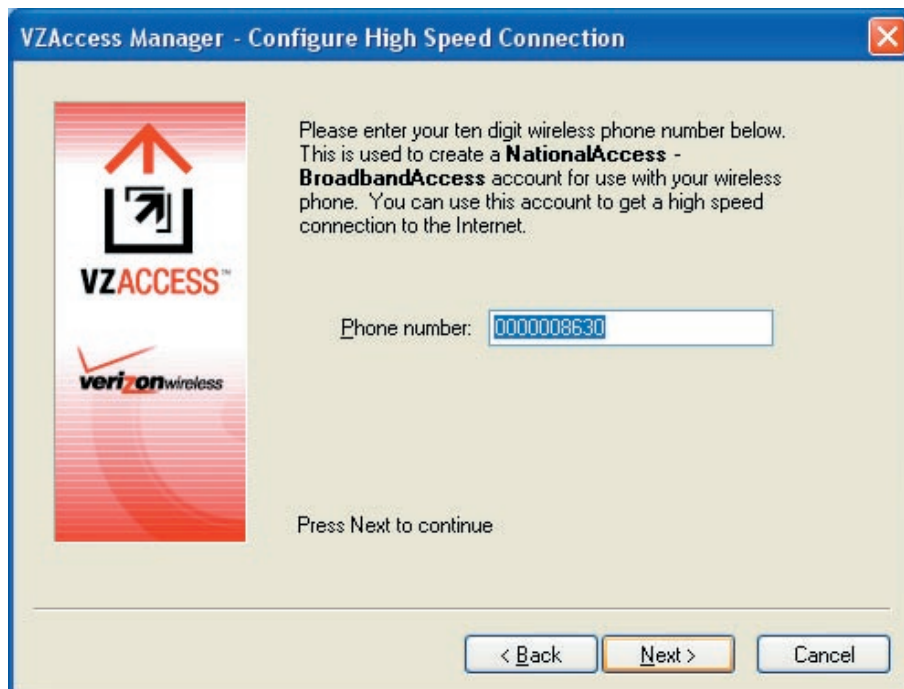 VZAccess Manager - Configure High Speed Connection
VZACCESS™
verizonwireless
Please enter your ten digit wireless phone number below.
This is used to create a NationalAccess -
BroadbandAccess account for use with your wireless
phone. You can use this account to get a high speed
connection to the Internet.
Phone number: 0000008630
Press Next to continue
< Back
Next >
Cancel